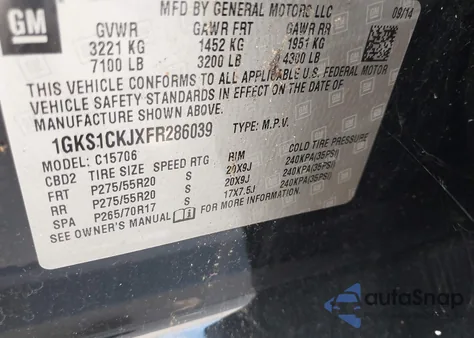 GM
MFD BY GENERAL MOTORS LLC
09/14
GVWR GAWR FRT GAWR RR
3221 KG 1452 KG 1951 KG
7100 LB 3200 LB 4300 LB
THIS VEHICLE CONFORMS TO ALL APPLICABLE U.S. FEDERAL MOTOR
VEHICLE SAFETY STANDARDS IN EFFECT ON THE DATE OF
MANUFACTURE SHOWN ABOVE.
1GKS1CKJXFR286039 TYPE: M.P.V.
MODEL: C15706
CBD2 TIRE SIZE SPEED RTG RIM COLD TIRE PRESSURE
FRT P275/55R20 S 20X9J 240KPA(35PSI)
RR P275/55R20 S 20X9J 240KPA(35PSI)
SPA P265/70R17 S 17X7.5J 240KPA(35PSI)
SEE OWNER'S MANUAL FOR MORE INFORMATION.
autoSnap